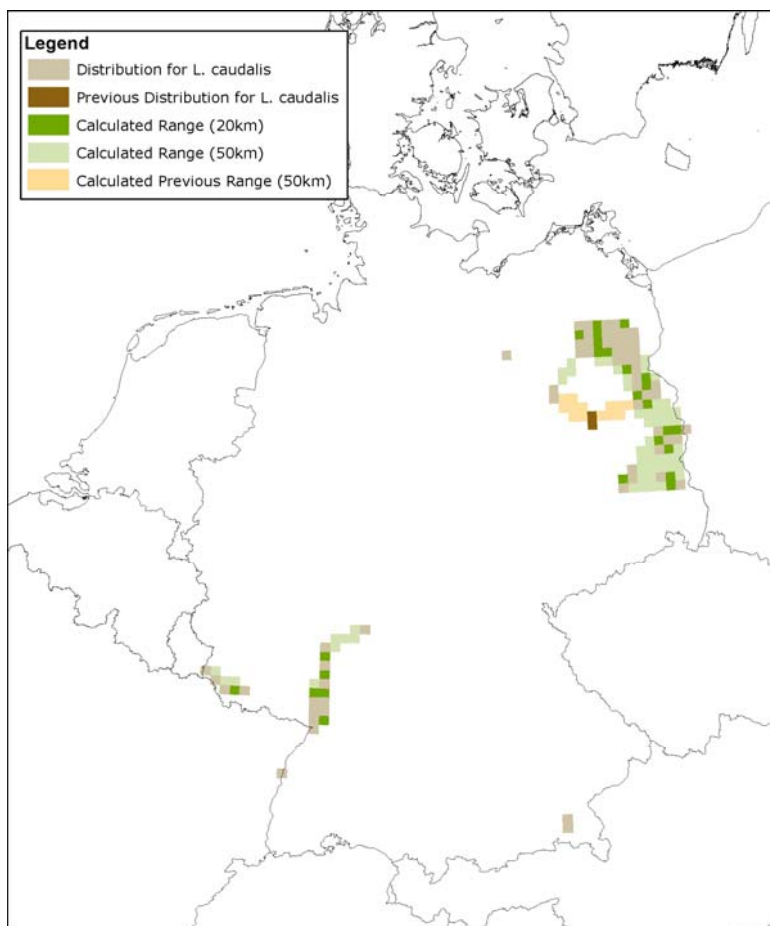 Legend
Distribution for L. caudalis
Previous Distribution for L. caudalis
Calculated Range (20km)
Calculated Range (50km)
Calculated Previous Range (50km)